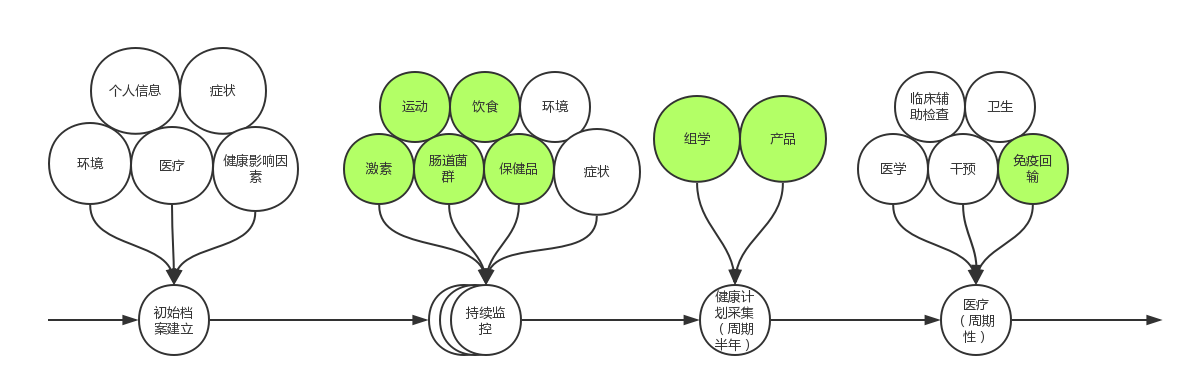 个人信息
症状
环境
医疗
健康影响因
素
初始档
案建立
运动
饮食
环境
激素
肠道菌
群
保健品
症状
持续监
控
组学
产品
健康计
划采集
（周期
半年）
临床辅
助检查
卫生
医学
干预
免疫回
输
医疗
（周期
性）